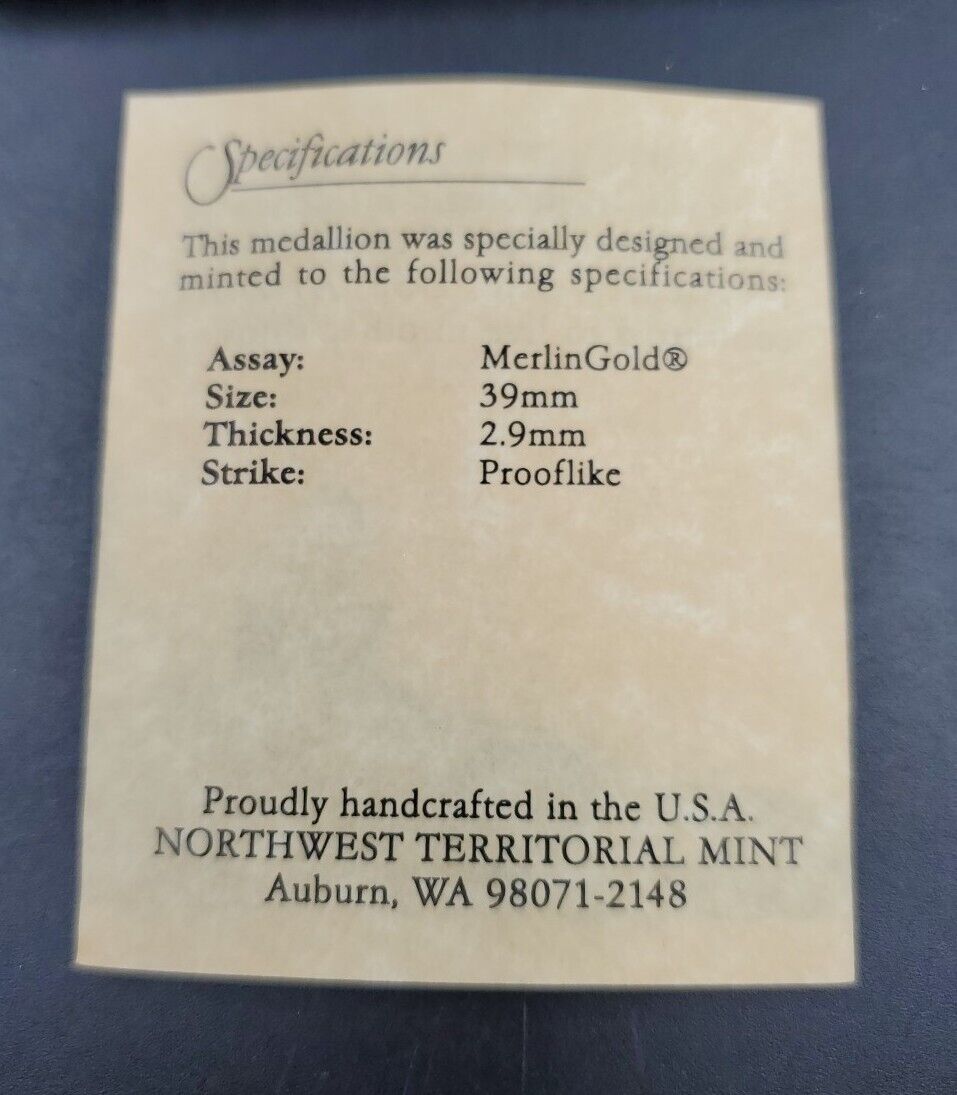 Specifications
This medallion was specially designed and
minted to the following specifications:
Assay: MerlinGold®
Size: 39mm
Thickness: 2.9mm
Strike: Prooflike
Proudly handcrafted in the U.S.A.
NORTHWEST TERRITORIAL MINT
Auburn, WA 98071-2148